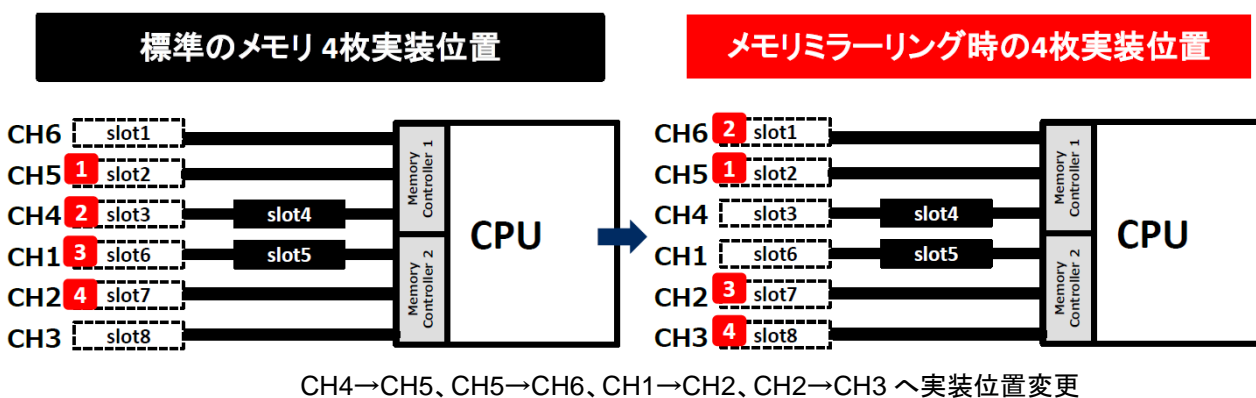 標準のメモリ 4枚実装位置
メモリミラーリング時の4枚実装位置
CH6 slot1
CH5 1 slot2
CH4 2 slot3 slot4
CH1 3 slot6 slot5
CH2 4 slot7
CH3 slot8
Memory Controller 1
Memory Controller 2
CPU
CH6 2 slot1
CH5 1 slot2
CH4 slot3 slot4
CH1 slot6 slot5
CH2 3 slot7
CH3 4 slot8
Memory Controller 1
Memory Controller 2
CPU
CH4→CH5、CH5→CH6、CH1→CH2、CH2→CH3 へ実装位置変更